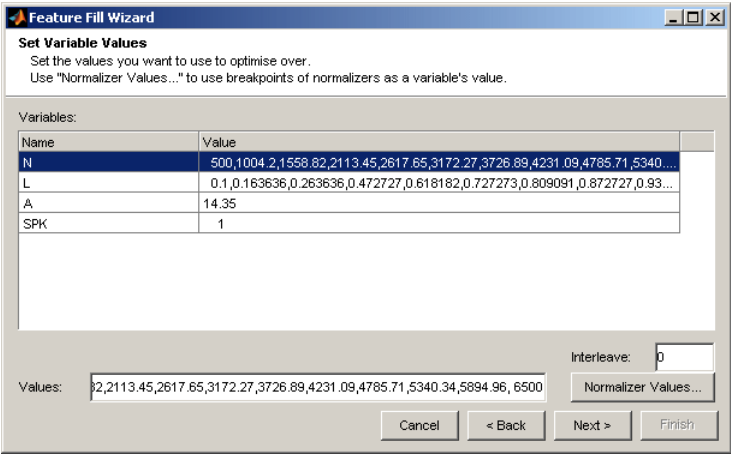 Feature Fill Wizard
Set Variable Values
Set the values you want to use to optimise over.
Use "Normalizer Values..." to use breakpoints of normalizers as a variable's value.
Variables:
Name Value
N 500,1004.2,1558.82,2113.45,2617.65,3172.27,3726.89,4231.09,4785.71,5340....
L 0.1,0.163636,0.263636,0.472727,0.618182,0.727273,0.809091,0.872727,0.93...
A 14.35
SPK 1
Interleave: 0
Values: 32,2113.45,2617.65,3172.27,3726.89,4231.09,4785.71,5340.34,5894.96, 6500 Normalizer Values...
Cancel < Back Next > Finish